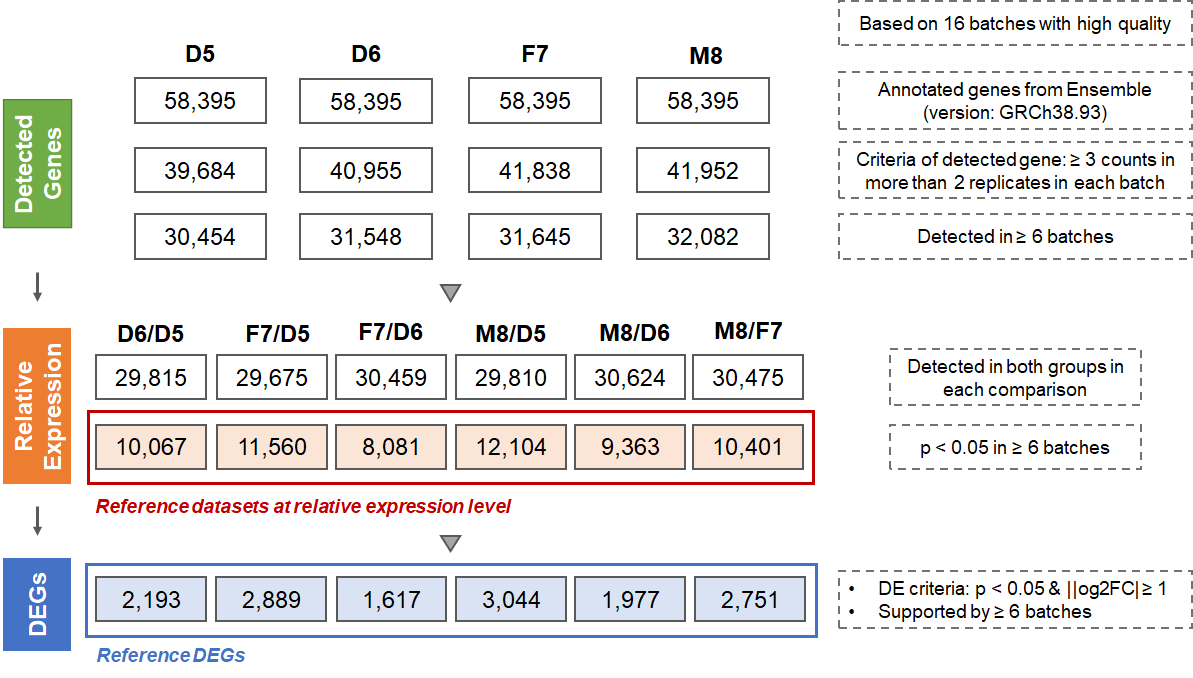 Based on 16 batches with high quality
D5 D6 F7 M8
Detected
Genes
58,395 58,395 58,395 58,395
Annotated genes from Ensemble
(version: GRCh38.93)
39,684 40,955 41,838 41,952
Criteria of detected gene: ≥ 3 counts in
more than 2 replicates in each batch
30,454 31,548 31,645 32,082
Detected in ≥ 6 batches
Relative
Expression
D6/D5 F7/D5 F7/D6 M8/D5 M8/D6 M8/F7
29,815 29,675 30,459 29,810 30,624 30,475
Detected in both groups in
each comparison
10,067 11,560 8,081 12,104 9,363 10,401
p < 0.05 in ≥ 6 batches
Reference datasets at relative expression level
DEGs
2,193 2,889 1,617 3,044 1,977 2,751
• DE criteria: p < 0.05 & ||og2FC| ≥ 1
• Supported by ≥ 6 batches
Reference DEGs